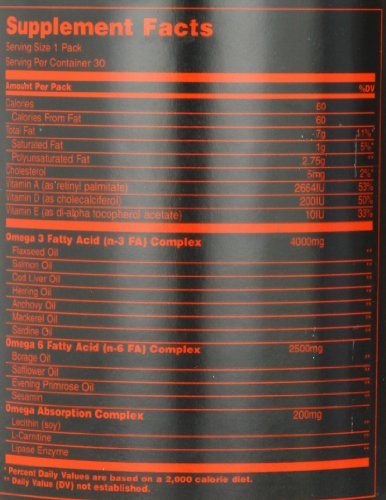 Supplement Facts
Serving Size 1 Pack
Serving Per Container 30
Amount Per Pack %DV
Calories 60
Calories From Fat 60
Total Fat 7g 11%*
Saturated Fat 1g 5%*
Polyunsaturated Fat 2.75g **
Cholesterol 5mg 2%*
Vitamin A (as retinyl palmitate) 2664IU 53%
Vitamin D (as cholecalciferol) 200IU 50%
Vitamin E (as dl-alpha tocopherol acetate) 10IU 33%
Omega 3 Fatty Acid (n-3 FA) Complex 4000mg
Flaxseed Oil **
Salmon Oil **
Cod Liver Oil **
Herring Oil **
Anchovy Oil **
Mackerel Oil **
Sardine Oil **
Omega 6 Fatty Acid (n-6 FA) Complex 2500mg
Borage Oil **
Safflower Oil **
Evening Primrose Oil **
Sesamin **
Omega Absorption Complex 200mg
Lecithin (soy) **
L-Carnitine **
Lipase Enzyme **
* Percent Daily Values are based on a 2,000 calorie diet.
** Daily Value (DV) not established.